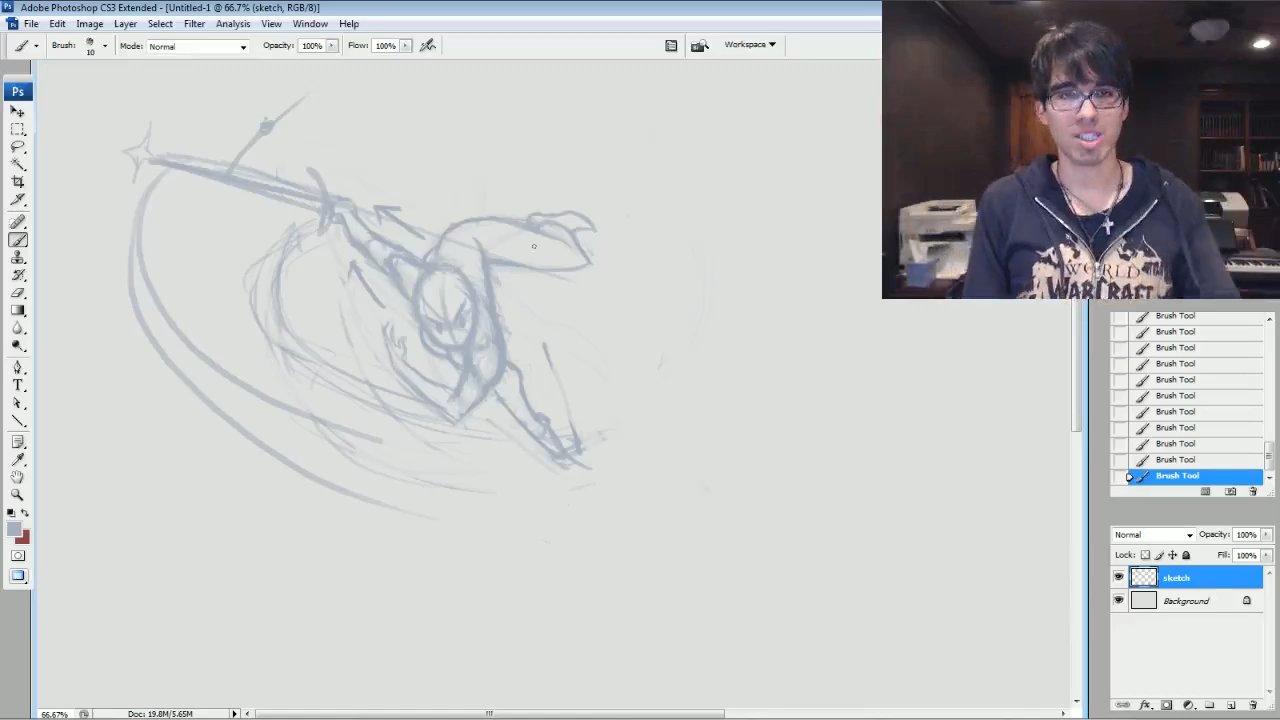 Adobe Photoshop CS3 Extended - [Untitled-1 @ 66.7% (sketch, RGB/8)]
File Edit Image Layer Select Filter Analysis View Window Help
Brush: 10 Mode: Normal Opacity: 100% Flow: 100% Workspace
Ps
T
WORLD
WARCRAFT
Brush Tool
Brush Tool
Brush Tool
Brush Tool
Brush Tool
Brush Tool
Brush Tool
Brush Tool
Brush Tool
Brush Tool
Brush Tool
Normal Opacity: 100%
Lock: Fill: 100%
sketch
Background
fx
66.67% Doc: 19.8M/5.65M